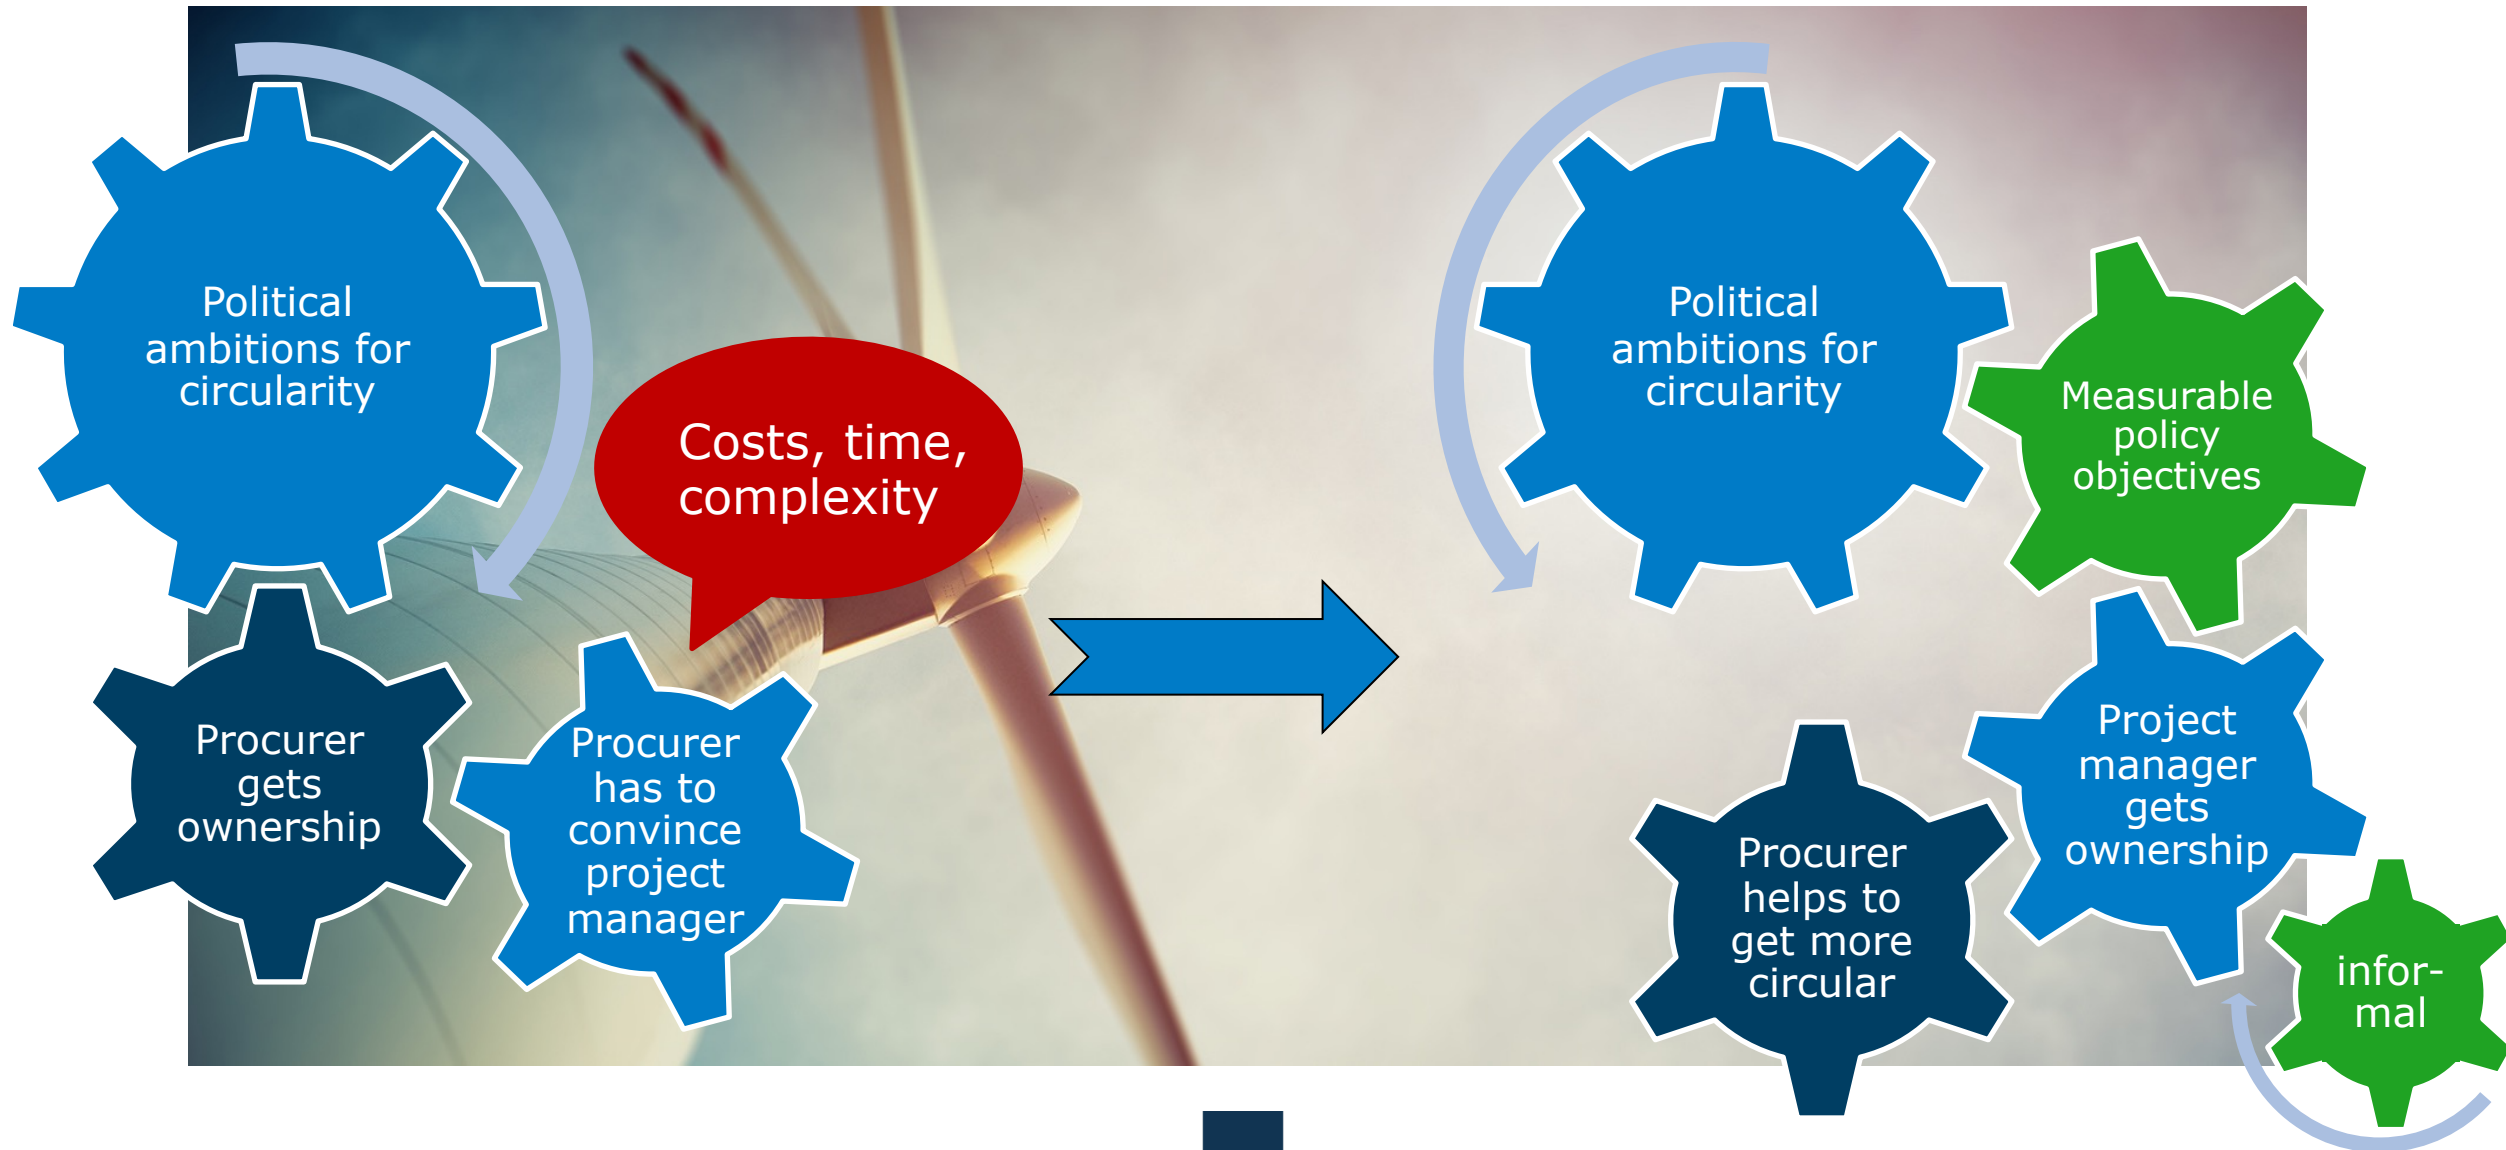 Political
ambitions for
circularity
Costs, time,
complexity
Procurer
gets
ownership
Procurer
has to
convince
project
manager
Political
ambitions for
circularity
Measurable
policy
objectives
Project
manager
gets
ownership
Procurer
helps to
get more
circular
infor-
mal